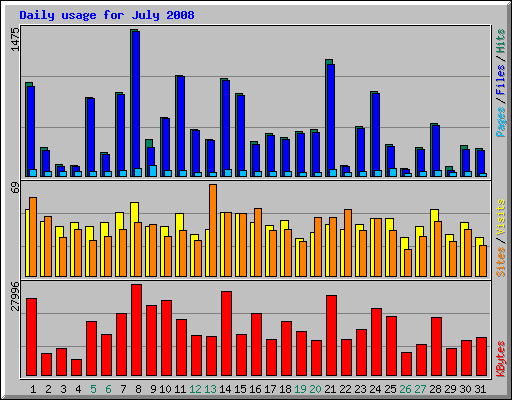 Daily usage for July 2008
1475
69
27996
Pages / Files / Hits
Sites / Visits
KBytes
1 2 3 4 5 6 7 8 9 10 11 12 13 14 15 16 17 18 19 20 21 22 23 24 25 26 27 28 29 30 31